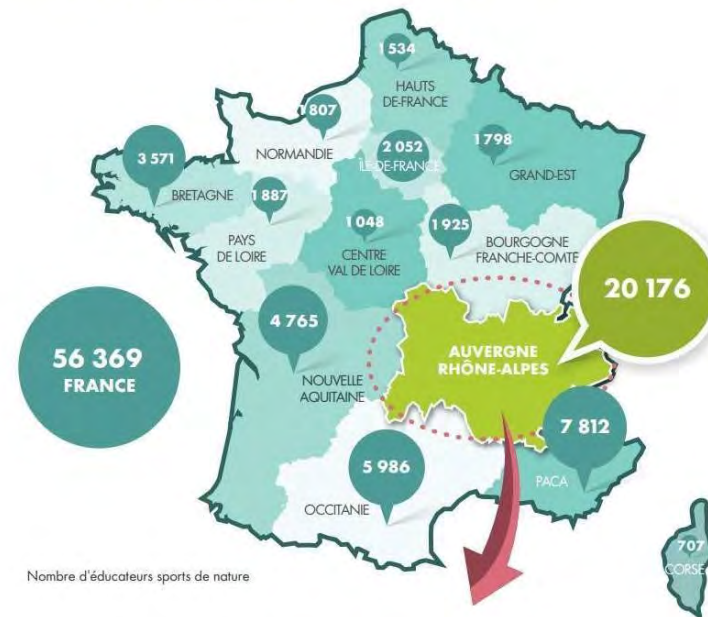 1 534
HAUTS
DE-FRANCE
1 807
NORMANDIE
2 052
ÎLE-DE-FRANCE
1 798
GRAND-EST
3 571
BRETAGNE
1 887
PAYS
DE LOIRE
1 048
CENTRE
VAL DE LOIRE
1 925
BOURGOGNE
FRANCHE-COMTE
20 176
4 765
NOUVELLE
AQUITAINE
AUVERGNE
RHÔNE-ALPES
56 369
FRANCE
7 812
PACA
5 986
OCCITANIE
707
CORSE
Nombre d'éducateurs sports de nature